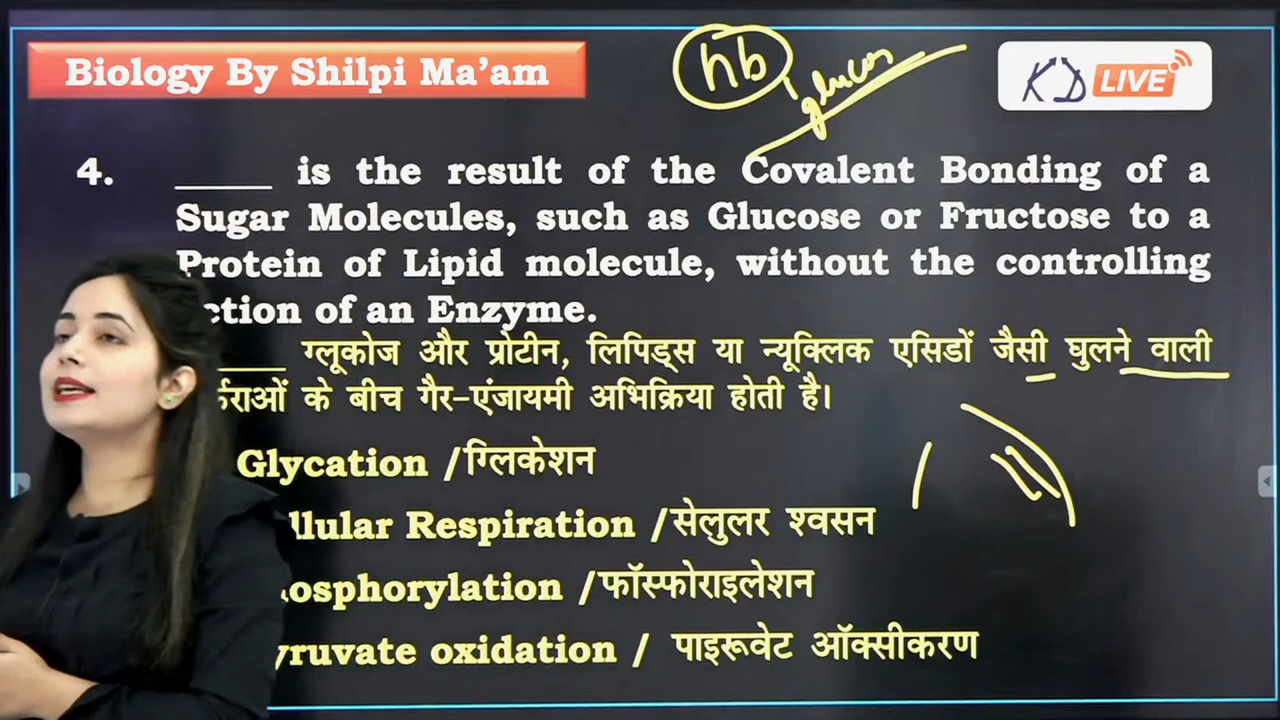 Biology By Shilpi Ma’am
hb
glucos
KD LIVE
4. _____ is the result of the Covalent Bonding of a
Sugar Molecules, such as Glucose or Fructose to a
Protein of Lipid molecule, without the controlling
ction of an Enzyme.
____ ग्लूकोज और प्रोटीन, लिपिड्स या न्यूक्लिक एसिडों जैसी घुलने वाली
र्कराओं के बीच गैर-एंजायमी अभिक्रिया होती है।
Glycation /ग्लिकेशन
llular Respiration /सेलुलर श्वसन
osphorylation /फॉस्फोराइलेशन
yruvate oxidation / पाइरूवेट ऑक्सीकरण